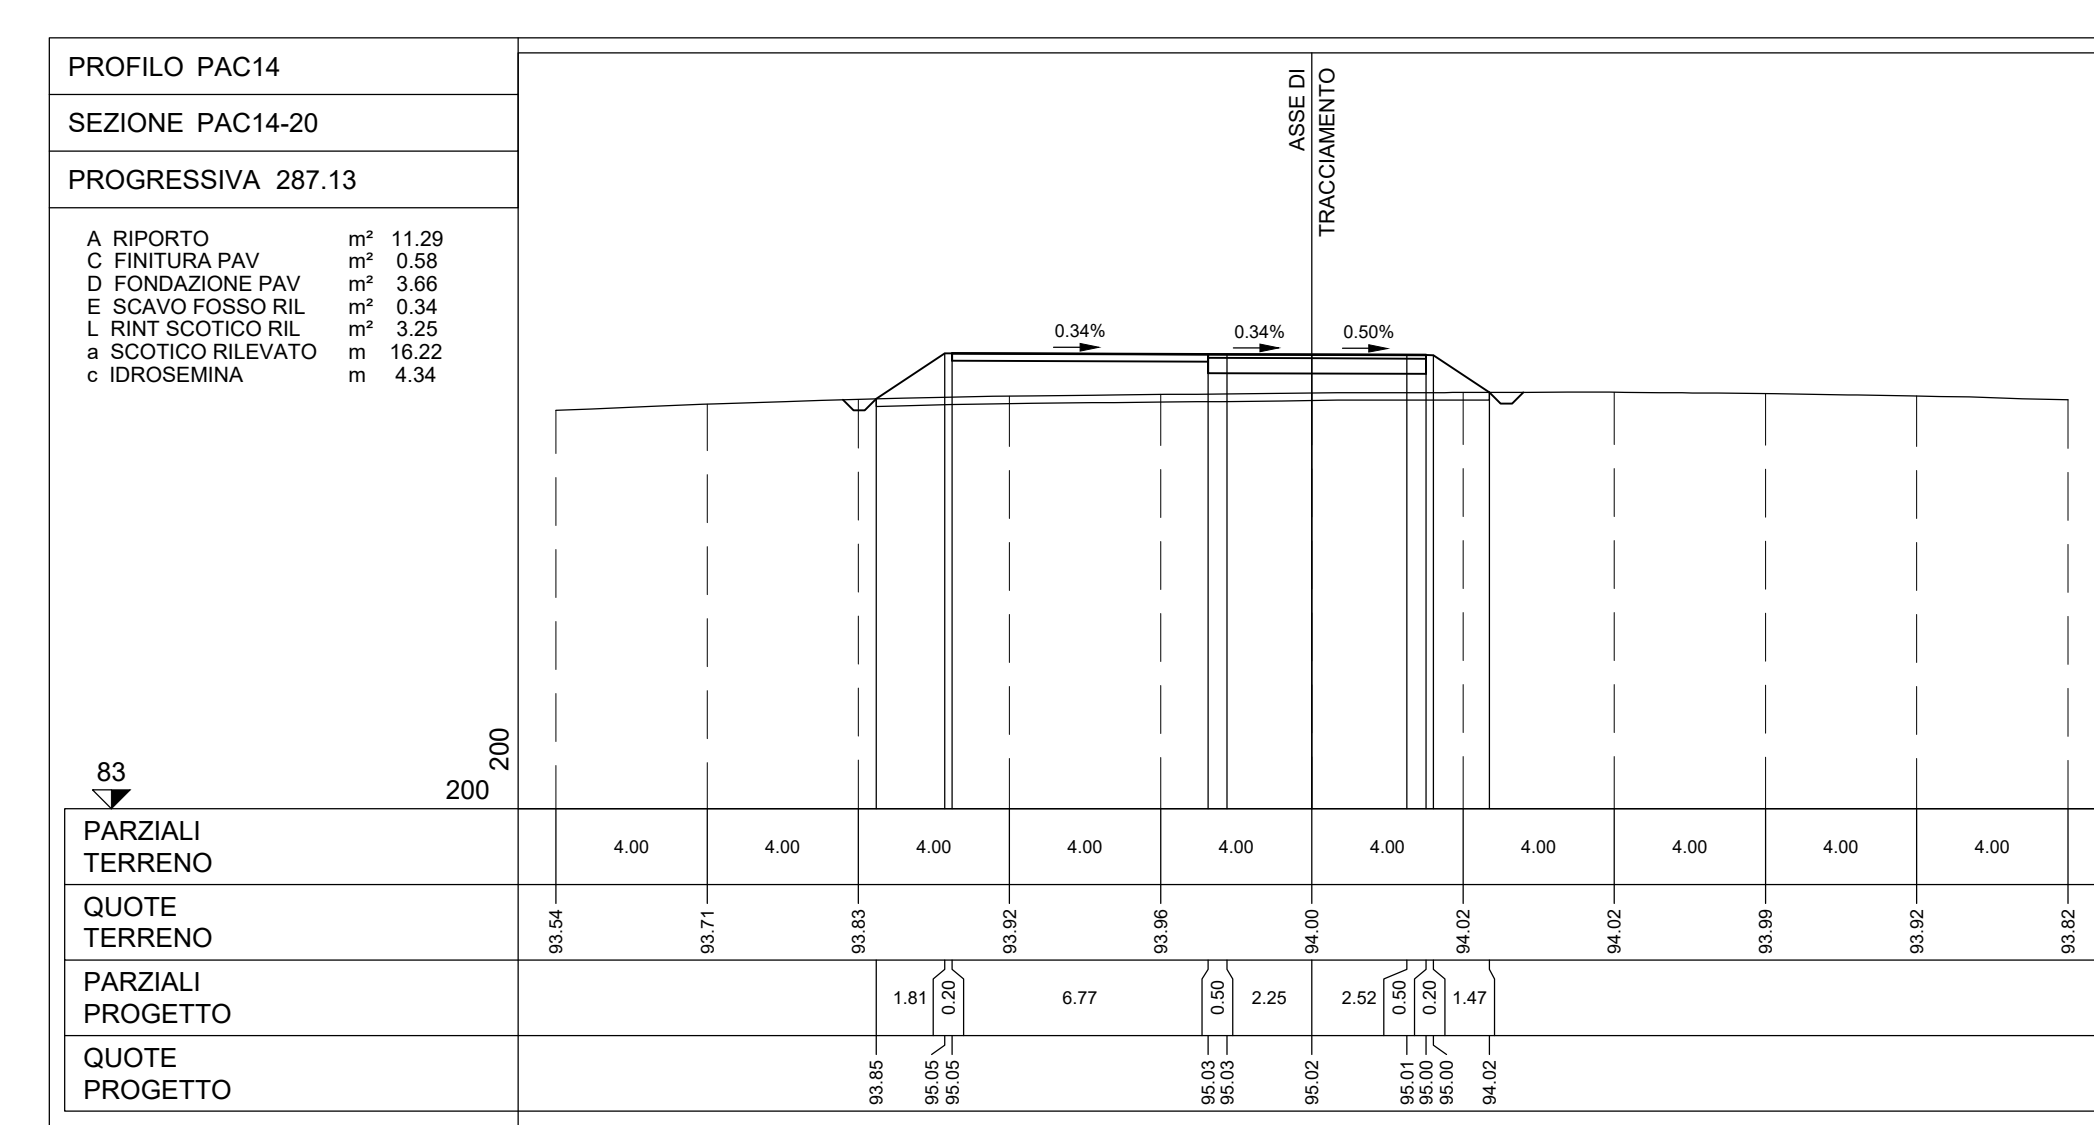 PROFILO PAC14
SEZIONE PAC14-20
PROGRESSIVA 287.13
A RIPORTO m² 11.29
C FINITURA PAV m² 0.58
D FONDAZIONE PAV m² 3.66
E SCAVO FOSSO RIL m² 0.34
L RINT SCOTICO RIL m² 3.25
a SCOTICO RILEVATO m 16.22
c IDROSEMINA m 4.34
ASSE DI
TRACCIAMENTO
0.34% 0.34% 0.50%
200
83
200
PARZIALI
TERRENO
4.00 4.00 4.00 4.00 4.00 4.00 4.00 4.00 4.00 4.00
QUOTE
TERRENO
93.54 93.71 93.83 93.92 93.96 94.00 94.02 94.02 93.99 93.92 93.82
PARZIALI
PROGETTO
1.81 0.20 6.77 0.50 2.25 2.52 0.50 0.20 1.47
QUOTE
PROGETTO
93.85 95.05 95.05 95.03 95.03 95.02 95.01 95.00 95.00 94.02